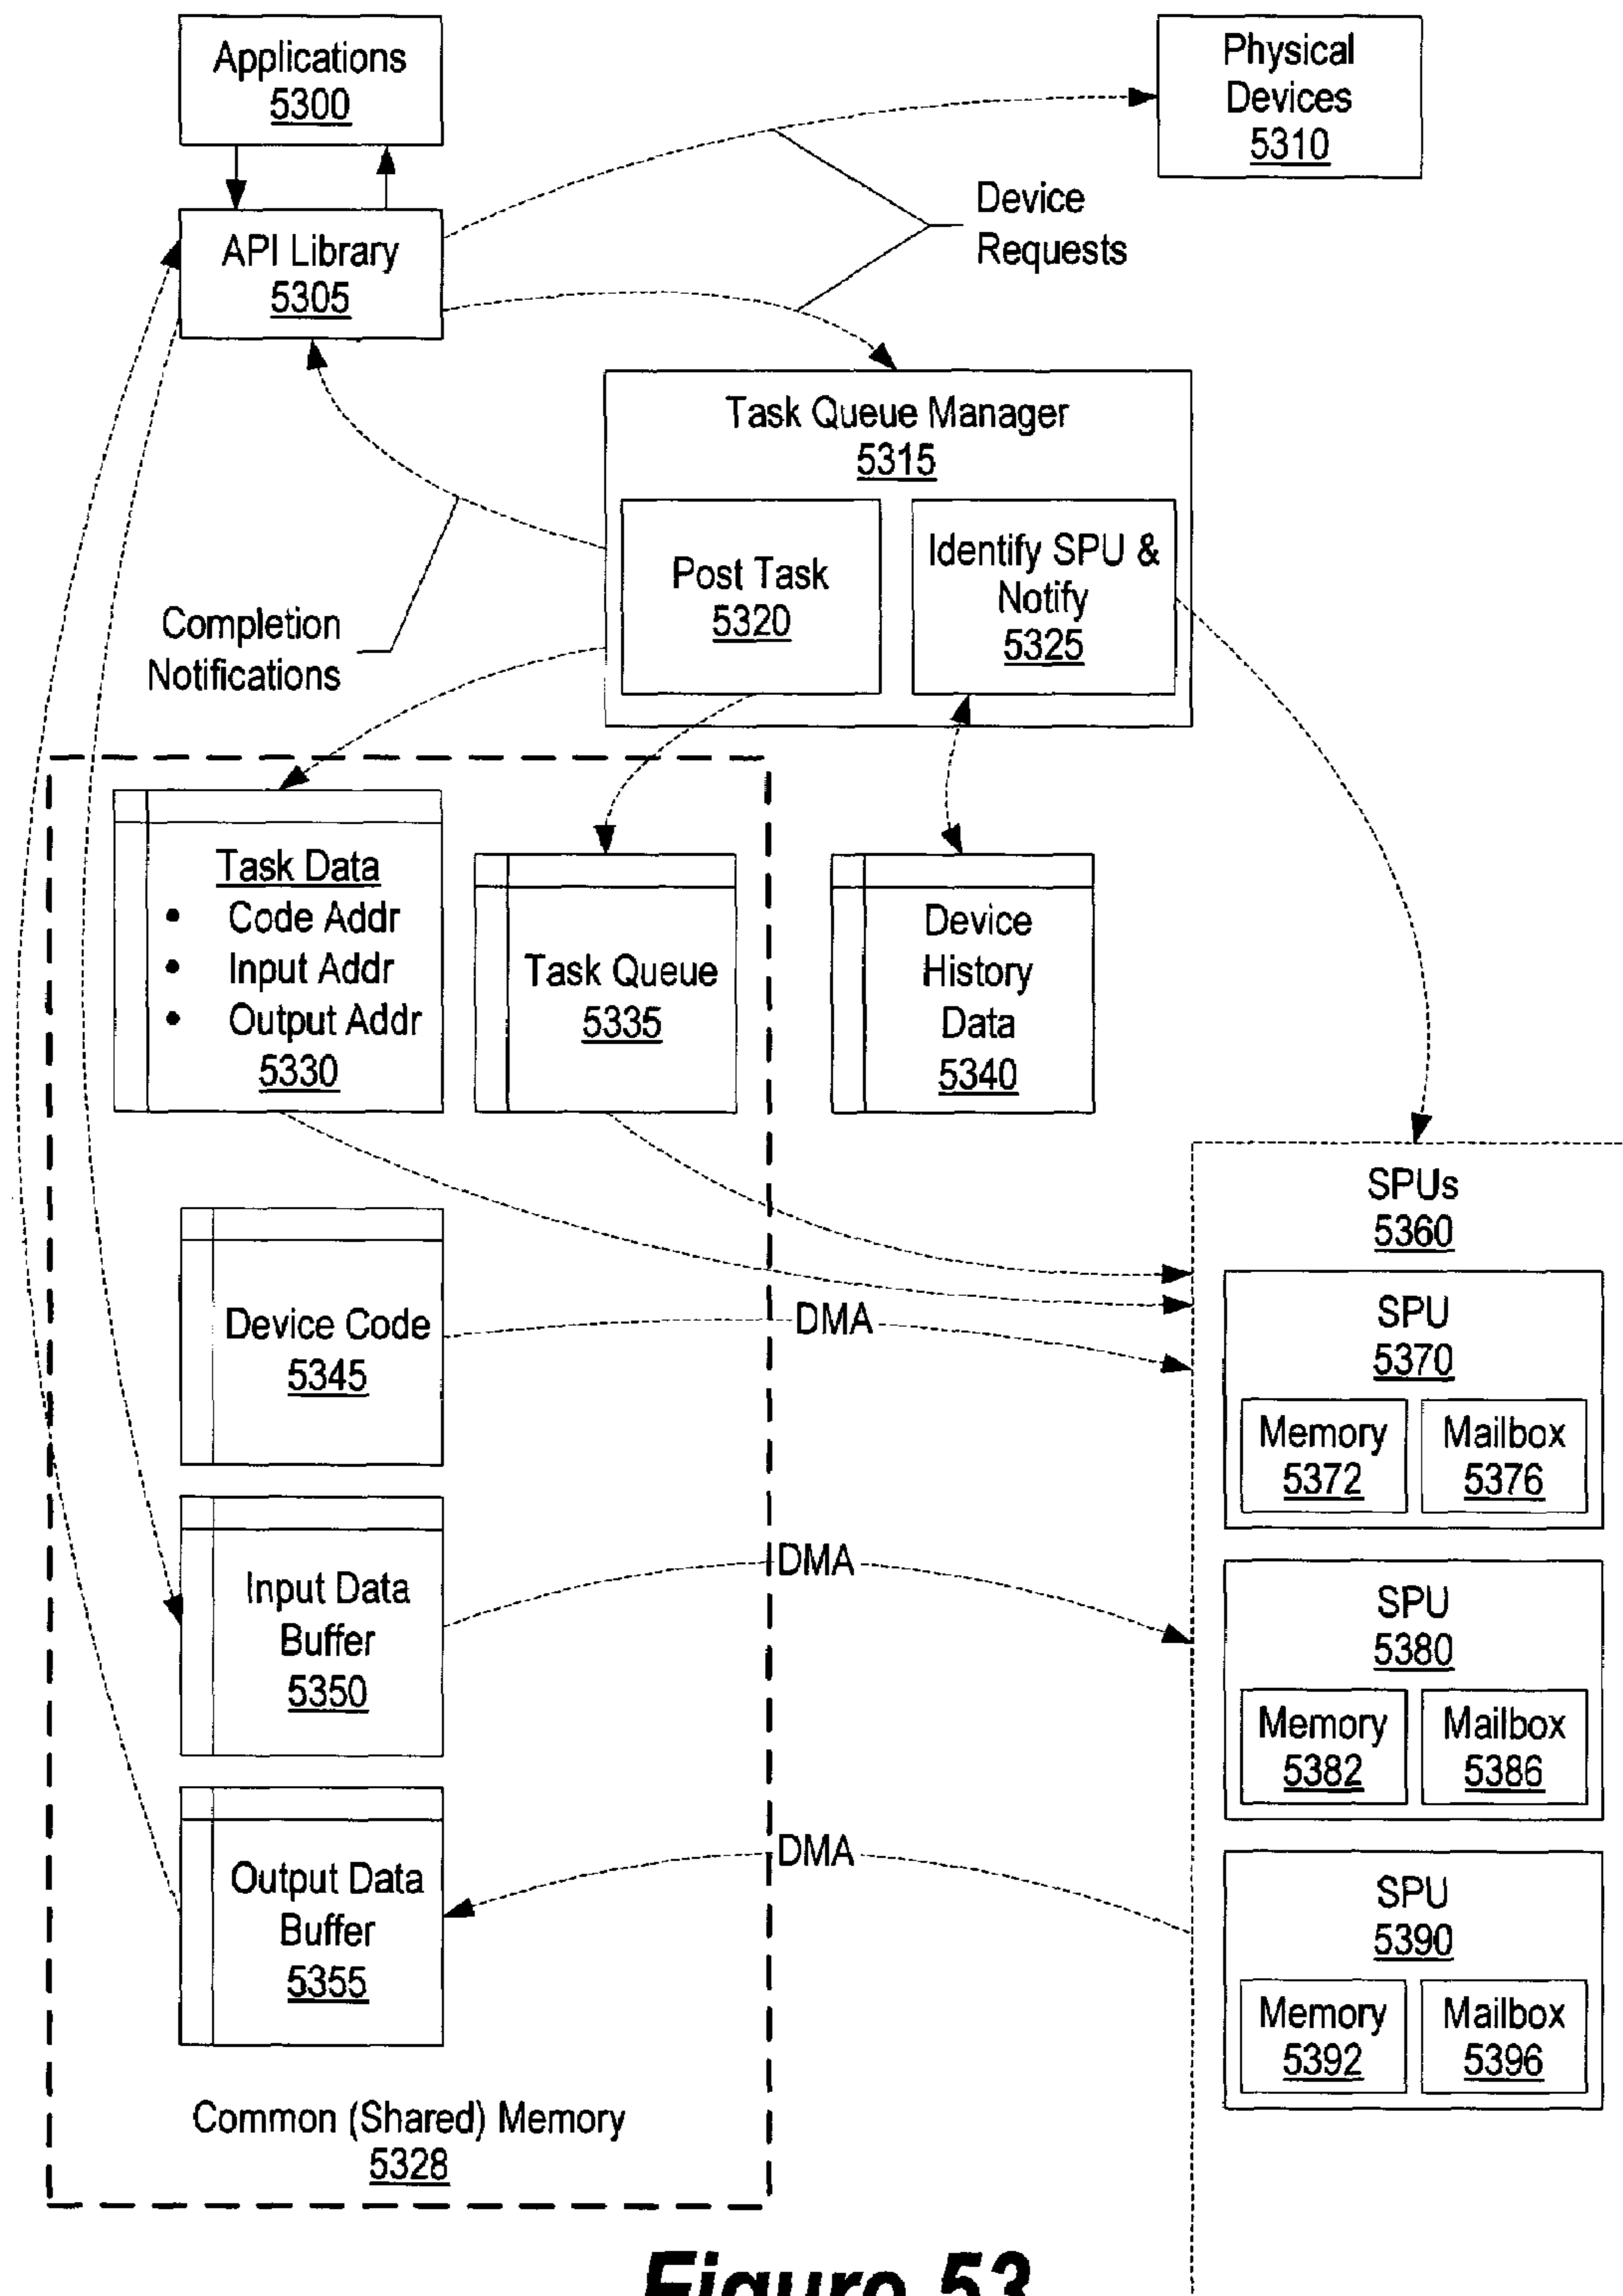 Applications
5300
Physical
Devices
5310
API Library
5305
Device
Requests
Task Queue Manager
5315
Post Task
5320
Identify SPU &
Notify
5325
Completion
Notifications
Task Data
• Code Addr
• Input Addr
• Output Addr
5330
Task Queue
5335
Device
History
Data
5340
SPUs
5360
Device Code
5345
DMA
SPU
5370
Memory
5372
Mailbox
5376
Input Data
Buffer
5350
DMA
SPU
5380
Memory
5382
Mailbox
5386
Output Data
Buffer
5355
DMA
SPU
5390
Memory
5392
Mailbox
5396
Common (Shared) Memory
5328
Figure 53